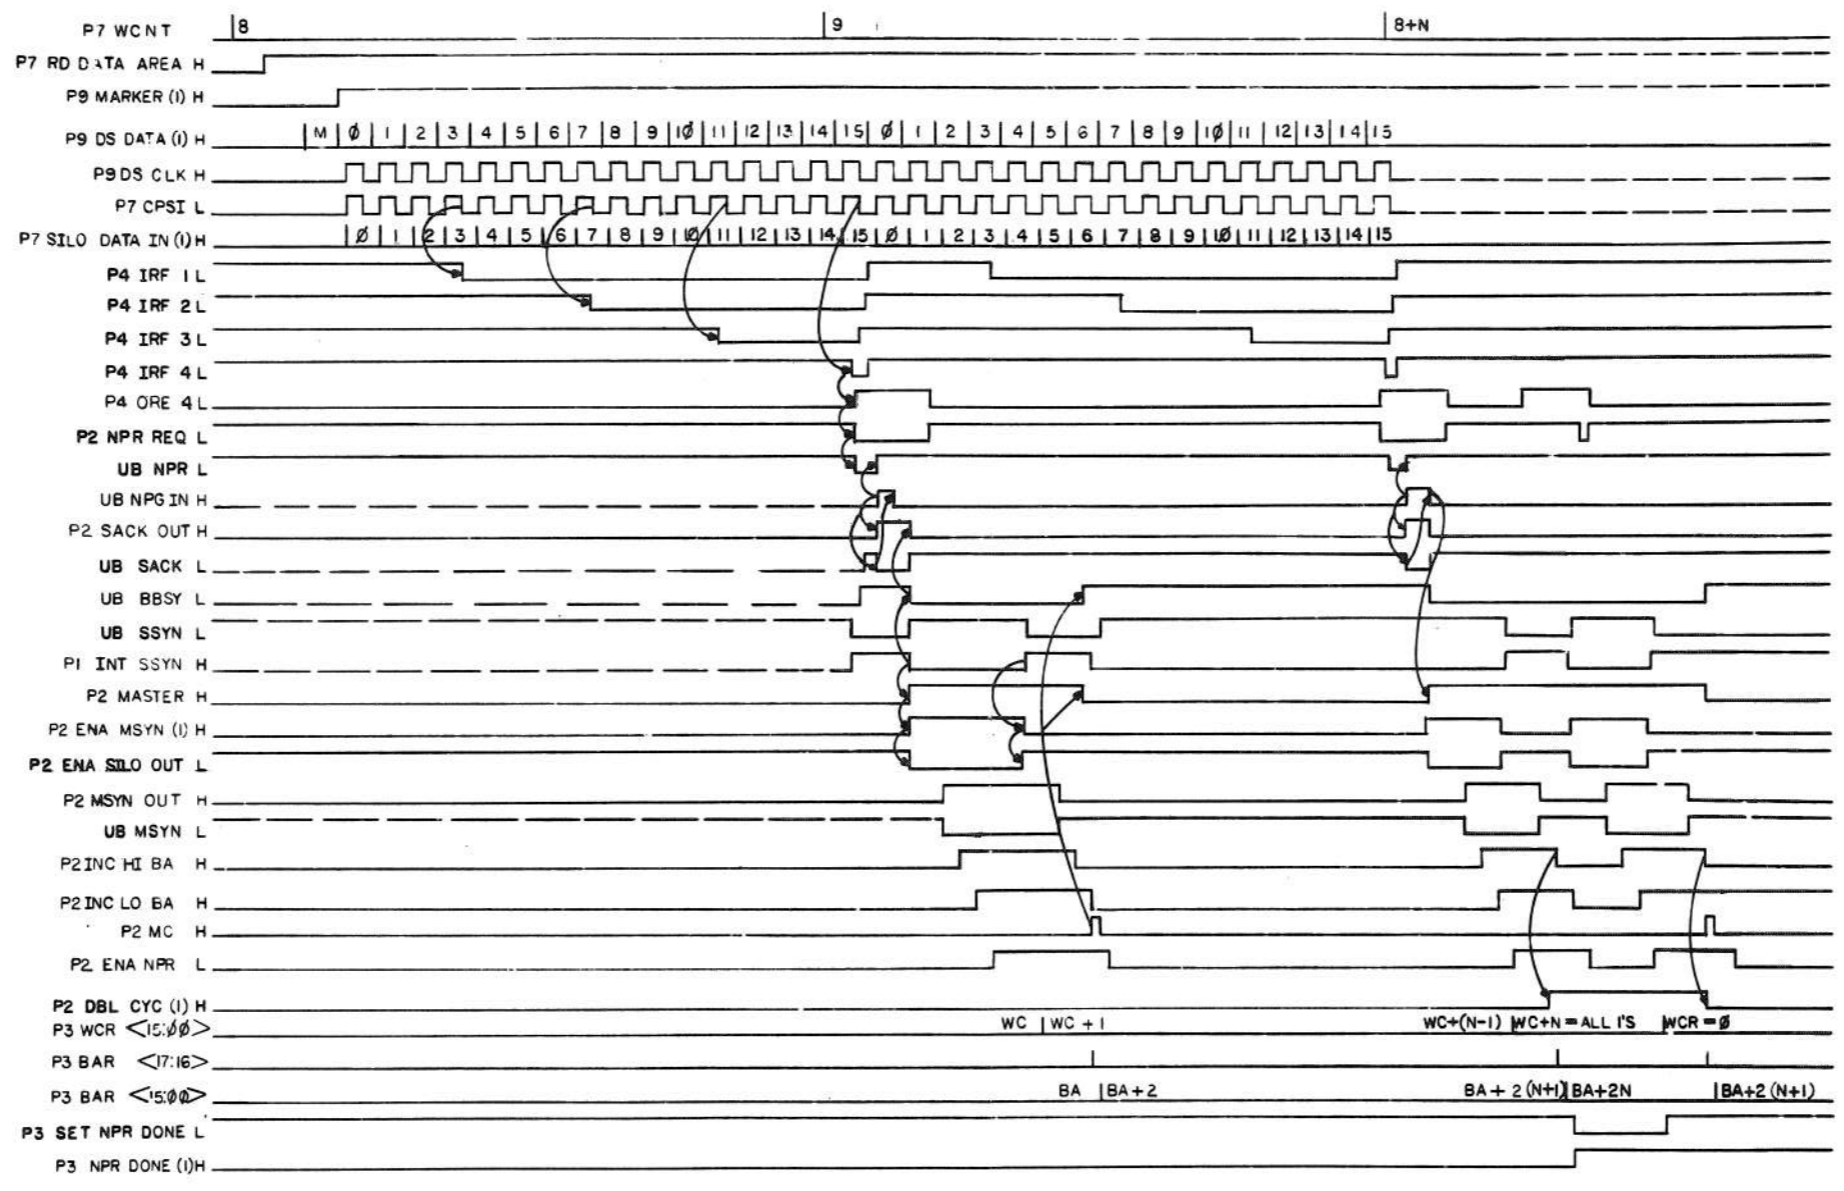 P7 WCNT 8 9 8+N
P7 RD DATA AREA H
P9 MARKER (1) H
P9 DS DATA (1) H M Ø 1 2 3 4 5 6 7 8 9 1Ø 11 12 13 14 15 Ø 1 2 3 4 5 6 7 8 9 1Ø 11 12 13 14 15
P9 DS CLK H
P7 CPSI L
P7 SILO DATA IN (1) H Ø 1 2 3 4 5 6 7 8 9 1Ø 11 12 13 14 15 Ø 1 2 3 4 5 6 7 8 9 1Ø 11 12 13 14 15
P4 IRF 1 L
P4 IRF 2 L
P4 IRF 3 L
P4 IRF 4 L
P4 ORE 4 L
P2 NPR REQ L
UB NPR L
UB NPG IN H
P2 SACK OUT H
UB SACK L
UB BBSY L
UB SSYN L
P1 INT SSYN H
P2 MASTER H
P2 ENA MSYN (1) H
P2 ENA SILO OUT L
P2 MSYN OUT H
UB MSYN L
P2 INC HI BA H
P2 INC LO BA H
P2 MC H
P2 ENA NPR L
P2 DBL CYC (1) H
P3 WCR <15:ØØ> WC WC + 1 WC+(N-1) WC+N = ALL 1'S WCR = Ø
P3 BAR <17:16>
P3 BAR <15:ØØ> BA BA+2 BA + 2 (N+1) BA+2N BA+2 (N+1)
P3 SET NPR DONE L
P3 NPR DONE (1) H